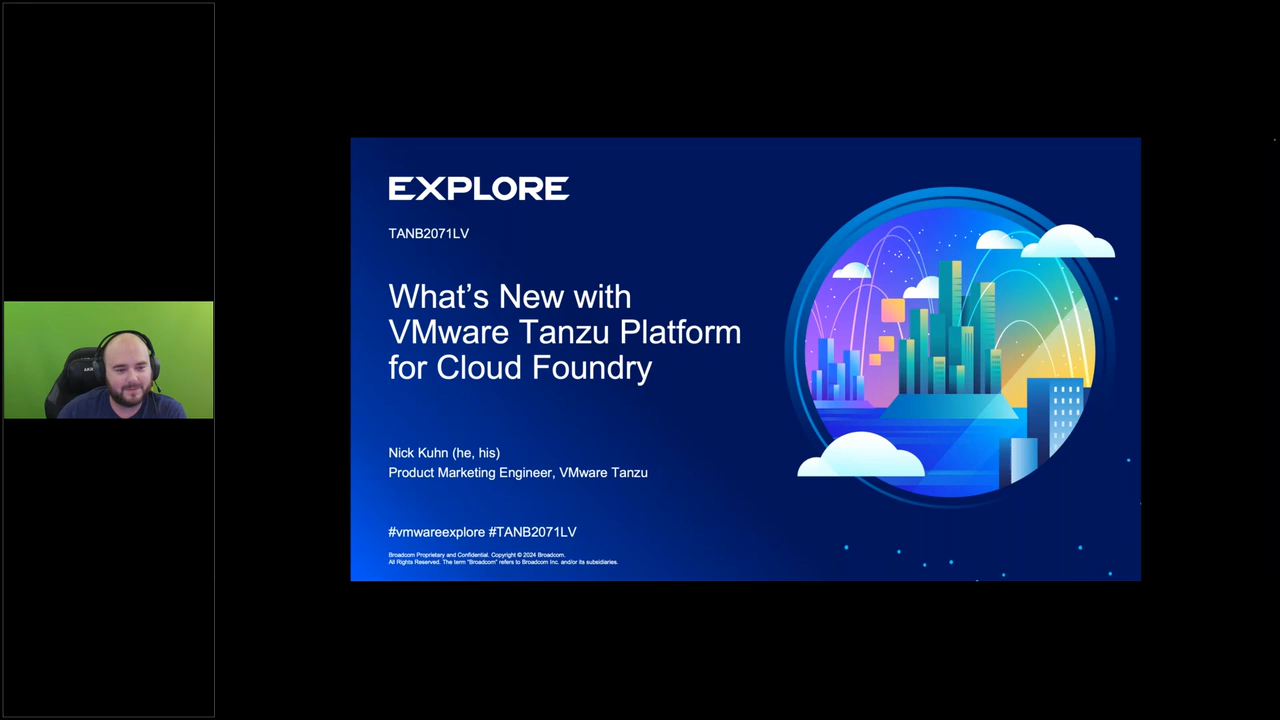 EXPLORE
TANB2071LV
What's New with
VMware Tanzu Platform
for Cloud Foundry
Nick Kuhn (he, his)
Product Marketing Engineer, VMware Tanzu
#vmwareexplore #TANB2071LV
Broadcom Proprietary and Confidential. Copyright © 2024 Broadcom.
All Rights Reserved. The term "Broadcom" refers to Broadcom Inc. and/or its subsidiaries.